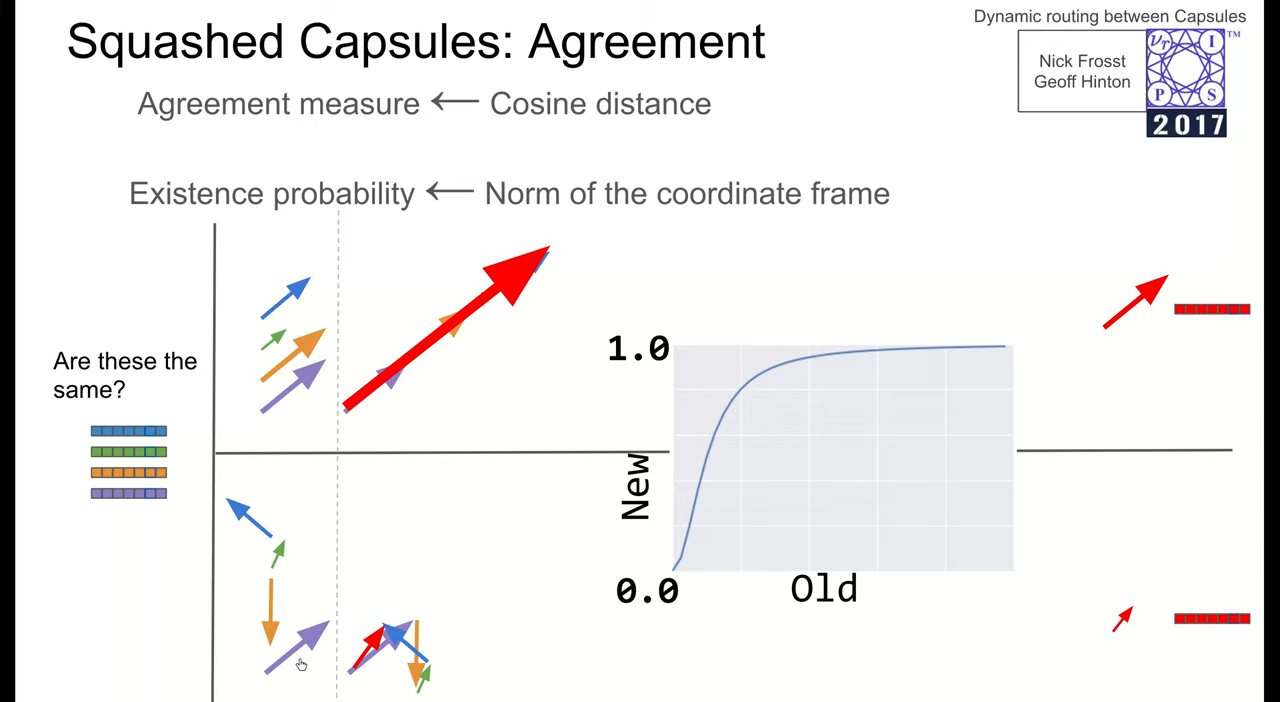 Squashed Capsules: Agreement
Dynamic routing between Capsules
Nick Frosst
Geoff Hinton
ν r I ™
P S
2017
Agreement measure ← Cosine distance
Existence probability ← Norm of the coordinate frame
Are these the
same?
1.0
New
0.0
Old